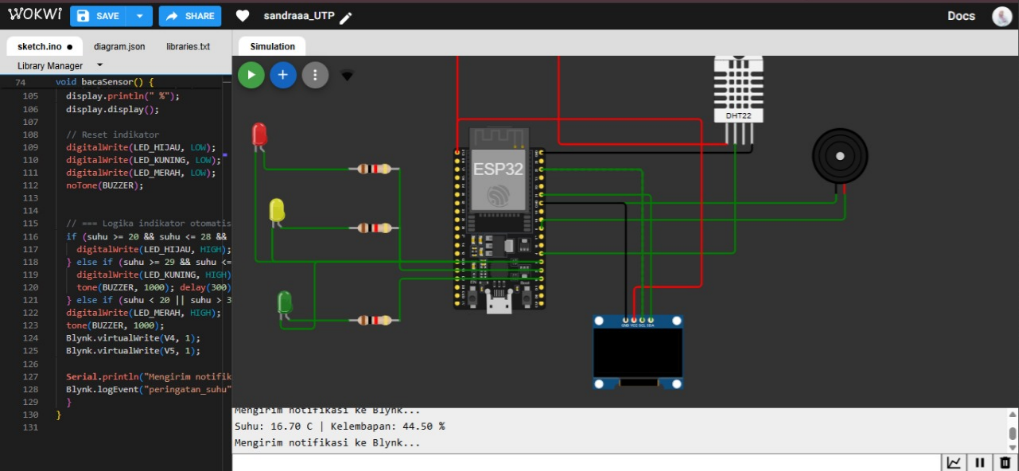 WOKWI SAVE SHARE sandraaa_UTP Docs
sketch.ino ● diagram.json libraries.txt Simulation
Library Manager
74 void bacaSensor() {
105 display.println(" %");
106 display.display();
107
108 // Reset indikator
109 digitalWrite(LED_HIJAU, LOW);
110 digitalWrite(LED_KUNING, LOW);
111 digitalWrite(LED_MERAH, LOW);
112 noTone(BUZZER);
113
114
115 // === Logika indikator otomatis
116 if (suhu >= 20 && suhu <= 28 &&
117 digitalWrite(LED_HIJAU, HIGH);
118 } else if (suhu >= 29 && suhu <=
119 digitalWrite(LED_KUNING, HIGH)
120 tone(BUZZER, 1000); delay(300)
121 } else if (suhu < 20 || suhu > 3
122 digitalWrite(LED_MERAH, HIGH);
123 tone(BUZZER, 1000);
124 Blynk.virtualWrite(V4, 1);
125 Blynk.virtualWrite(V5, 1);
126
127 Serial.println("Mengirim notifik
128 Blynk.logEvent("peringatan_suhu"
129 }
130 }
131
DHT22
ESP32
GND VCC SCL SDA
Mengirim notifikasi ke Blynk...
Suhu: 16.70 C | Kelembapan: 44.50 %
Mengirim notifikasi ke Blynk...